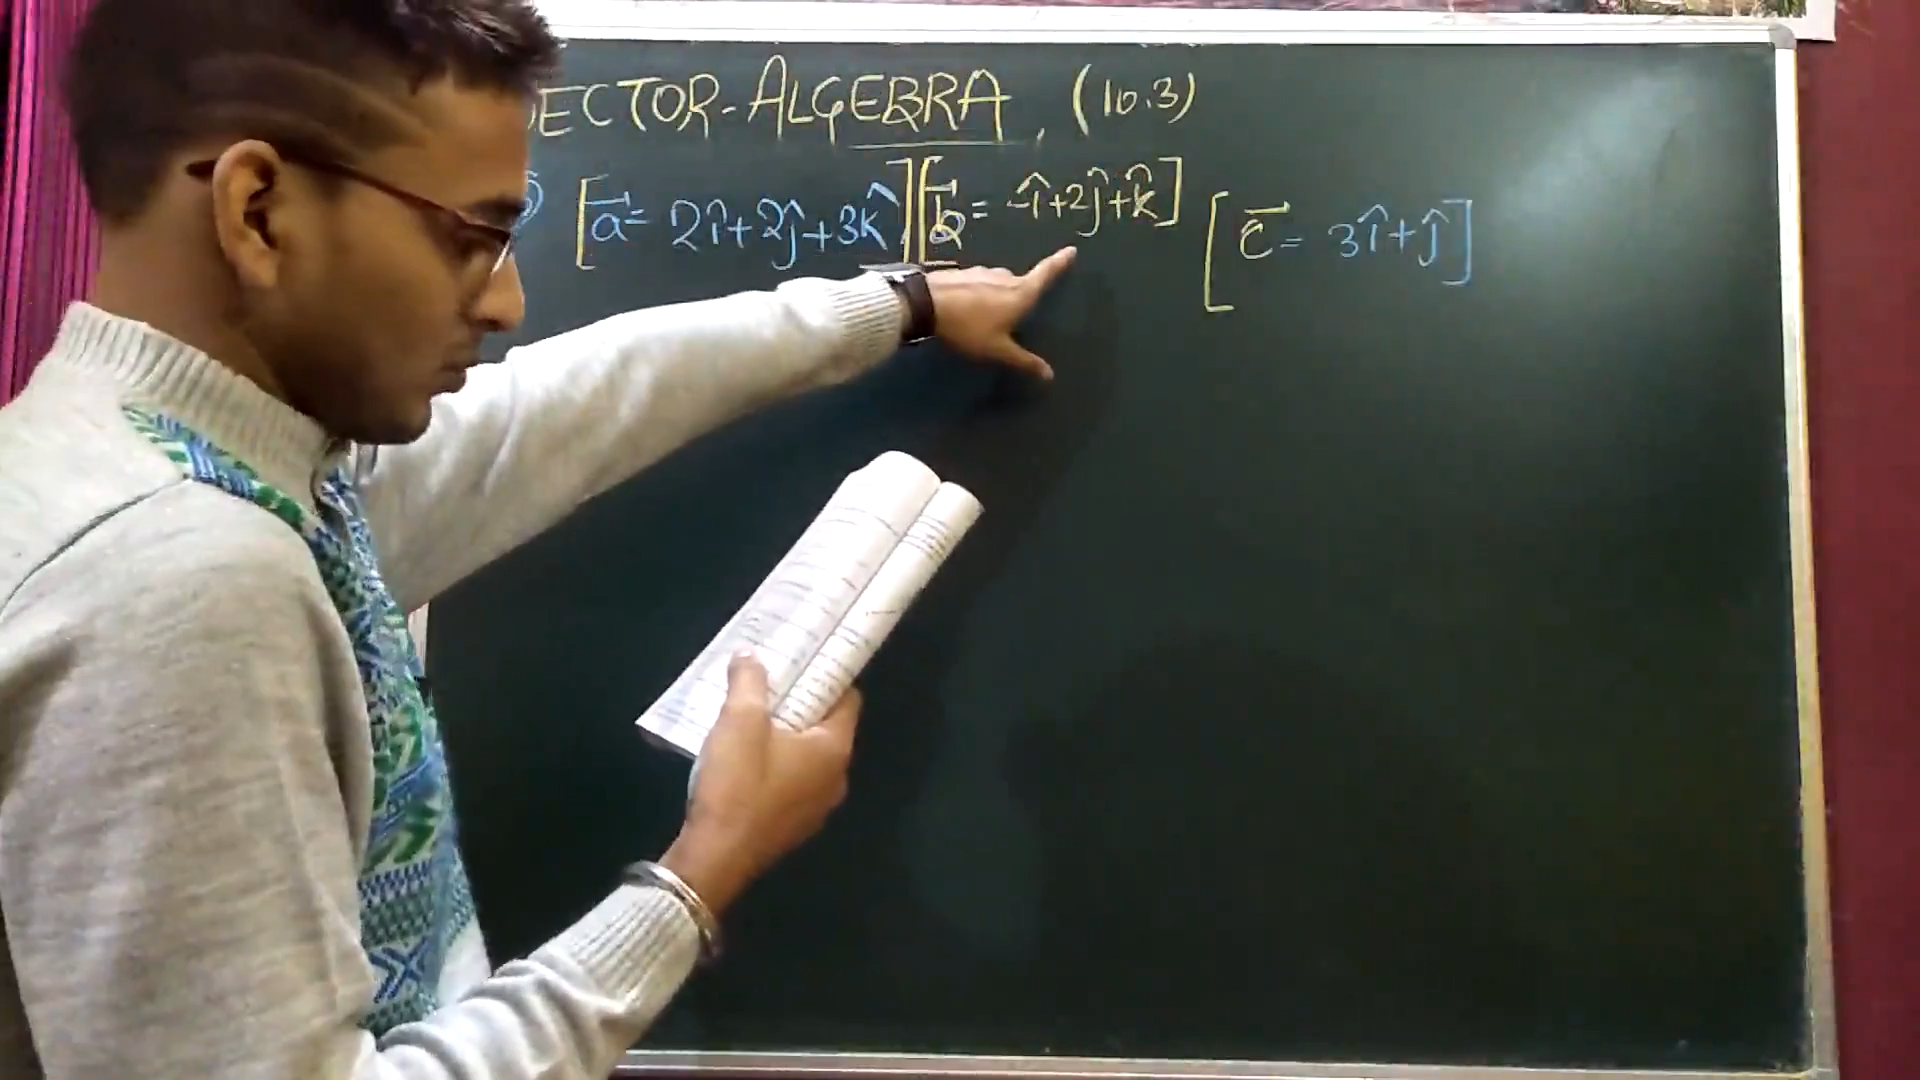 ECTOR-ALGEBRA, (10.3)
) [a⃗= 2î+2ĵ+3k̂] [b⃗= -î+2ĵ+k̂] [c⃗= 3î+ĵ]